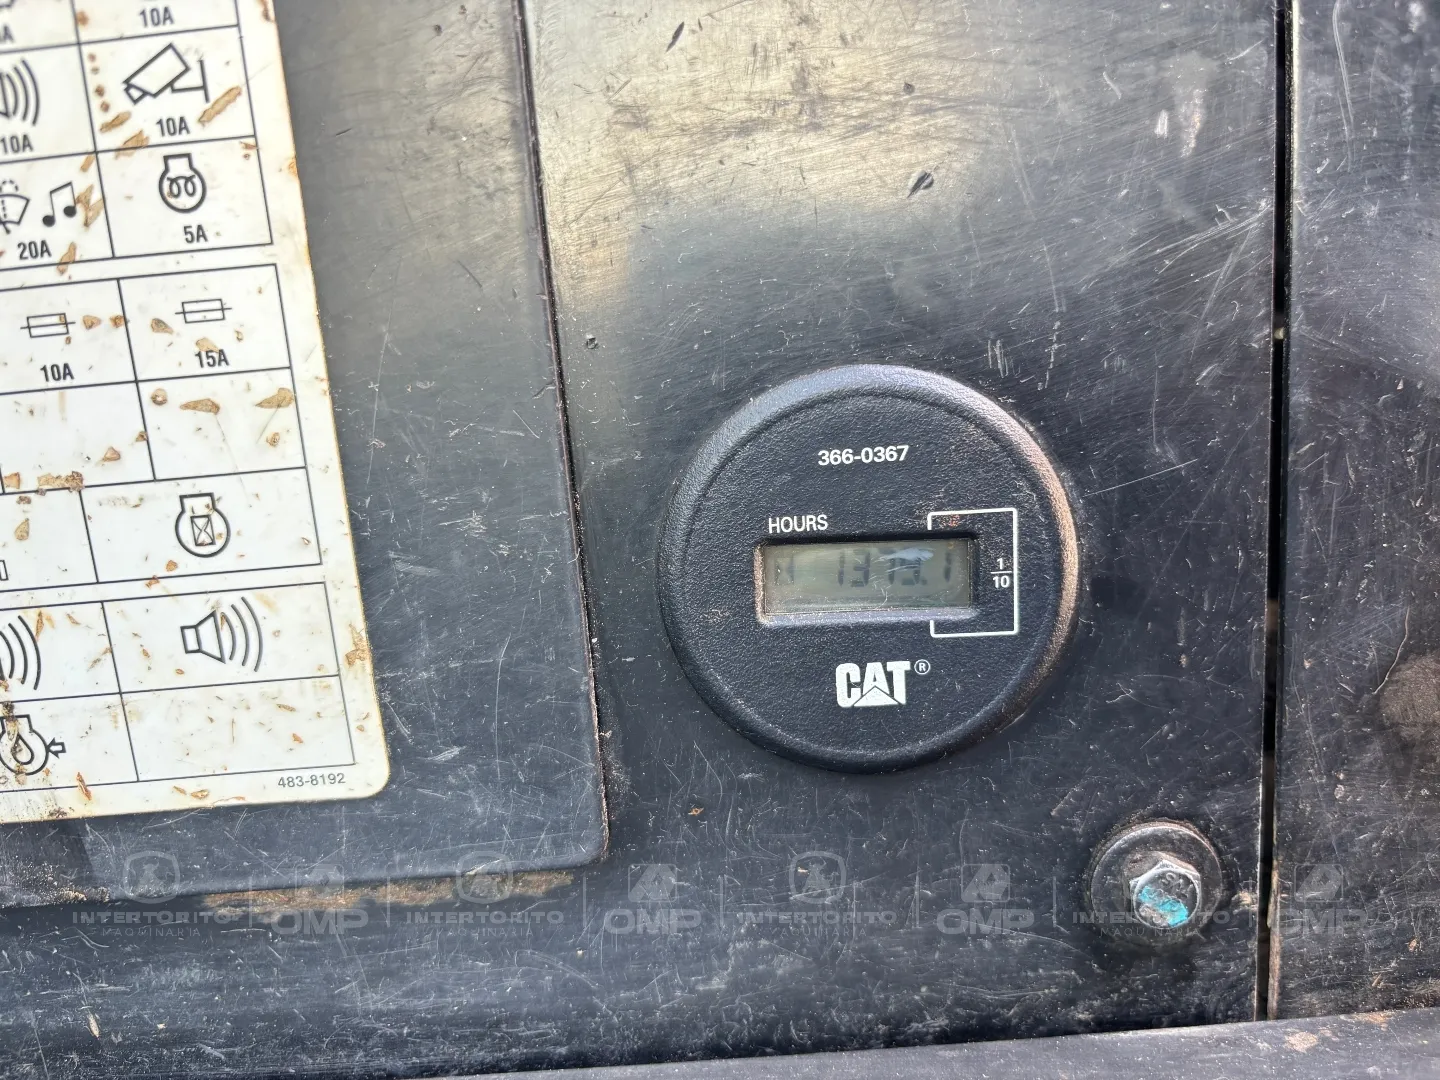 10A
10A
10A
20A
5A
10A
15A
483-8192
366-0367
HOURS
1
10
CAT®
INTERTORITO OMP INTERTORITO OMP INTERTORITO OMP INTERTORITO OMP
MAQUINARIA MAQUINARIA MAQUINARIA MAQUINARIA